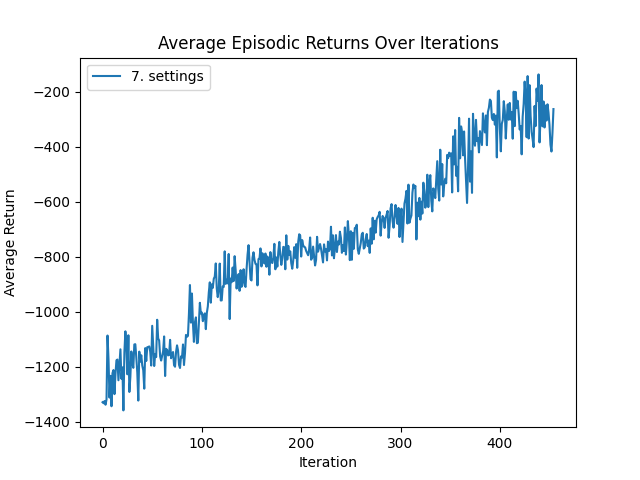 Average Episodic Returns Over Iterations
7. settings
Average Return
−200
−400
−600
−800
−1000
−1200
−1400
0 100 200 300 400
Iteration